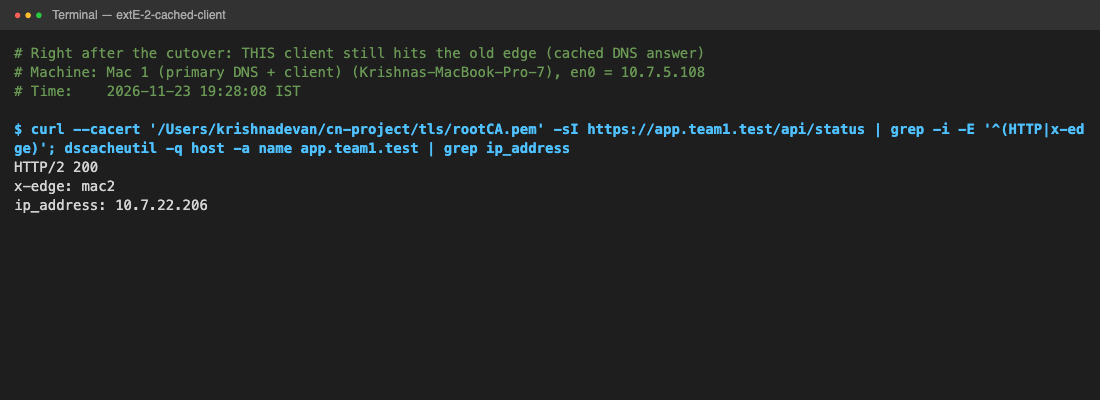 Terminal — extE-2-cached-client
# Right after the cutover: THIS client still hits the old edge (cached DNS answer)
# Machine: Mac 1 (primary DNS + client) (Krishnas-MacBook-Pro-7), en0 = 10.7.5.108
# Time:    2026-11-23 19:28:08 IST
$ curl --cacert '/Users/krishnadevan/cn-project/tls/rootCA.pem' -sI https://app.team1.test/api/status | grep -i -E '^(HTTP|x-ed
ge)'; dscacheutil -q host -a name app.team1.test | grep ip_address
HTTP/2 200
x-edge: mac2
ip_address: 10.7.22.206